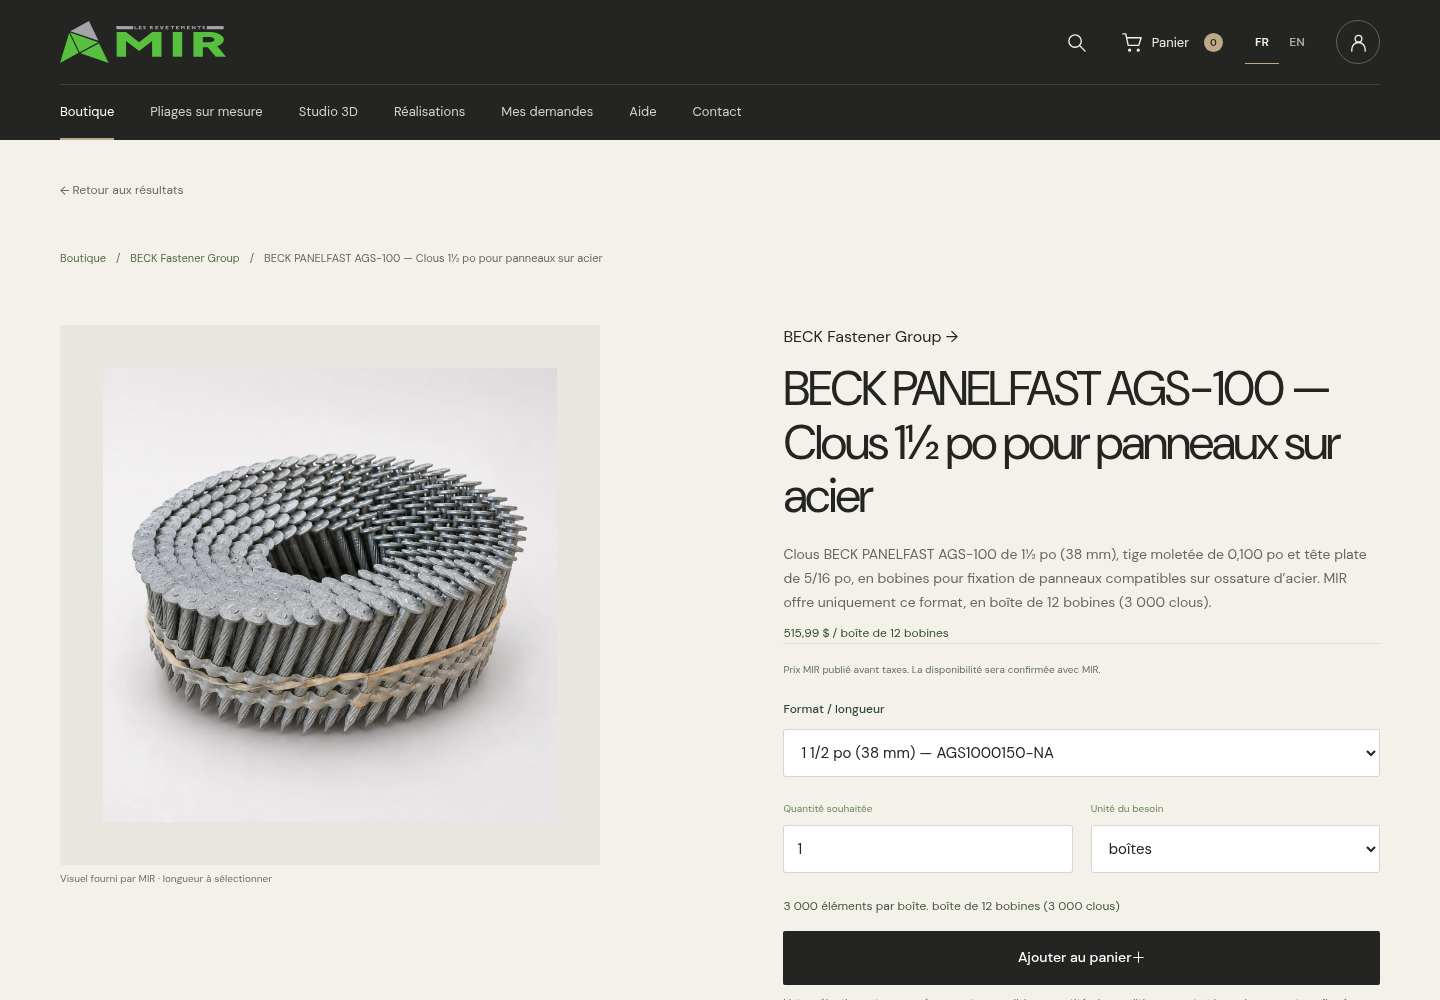 LES REVETEMENTS
MIR
Panier 0 FR EN
Boutique Pliages sur mesure Studio 3D Réalisations Mes demandes Aide Contact
← Retour aux résultats
Boutique / BECK Fastener Group / BECK PANELFAST AGS-100 — Clous 1½ po pour panneaux sur acier
BECK Fastener Group →
BECK PANELFAST AGS-100 —
Clous 1½ po pour panneaux sur
acier
Clous BECK PANELFAST AGS-100 de 1½ po (38 mm), tige moletée de 0,100 po et tête plate
de 5/16 po, en bobines pour fixation de panneaux compatibles sur ossature d’acier. MIR
offre uniquement ce format, en boîte de 12 bobines (3 000 clous).
515,99 $ / boîte de 12 bobines
Prix MIR publié avant taxes. La disponibilité sera confirmée avec MIR.
Format / longueur
1 1/2 po (38 mm) — AGS1000150-NA
Quantité souhaitée Unité du besoin
1 boîtes
Visuel fourni par MIR · longueur à sélectionner
3 000 éléments par boîte. boîte de 12 bobines (3 000 clous)
Ajouter au panier+